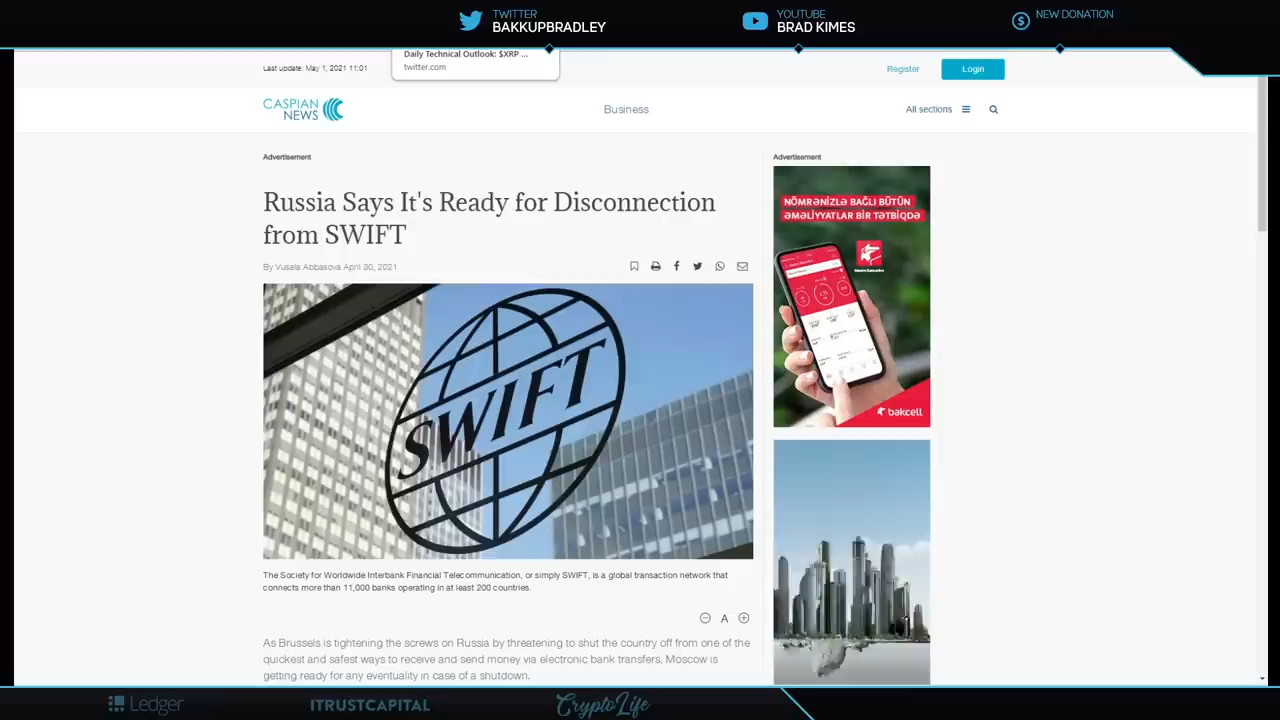 TWITTER
BAKKUPBRADLEY
YOUTUBE
BRAD KIMES
NEW DONATION
Last update: May 1, 2021 11:01
Daily Technical Outlook: $XRP ...
twitter.com
Register
Login
CASPIAN
NEWS
Business
All sections
Advertisement
Russia Says It's Ready for Disconnection
from SWIFT
By Vusala Abbasova April 30, 2021
SWIFT
The Society for Worldwide Interbank Financial Telecommunication, or simply SWIFT, is a global transaction network that
connects more than 11,000 banks operating in at least 200 countries.
A
As Brussels is tightening the screws on Russia by threatening to shut the country off from one of the
quickest and safest ways to receive and send money via electronic bank transfers, Moscow is
getting ready for any eventuality in case of a shutdown.
Advertisement
NÖMRƏNİZLƏ BAĞLI BÜTÜN
ƏMƏLİYYATLAR BİR TƏTBİQDƏ
bakcell
Ledger
ITRUSTCAPITAL
CryptoLife